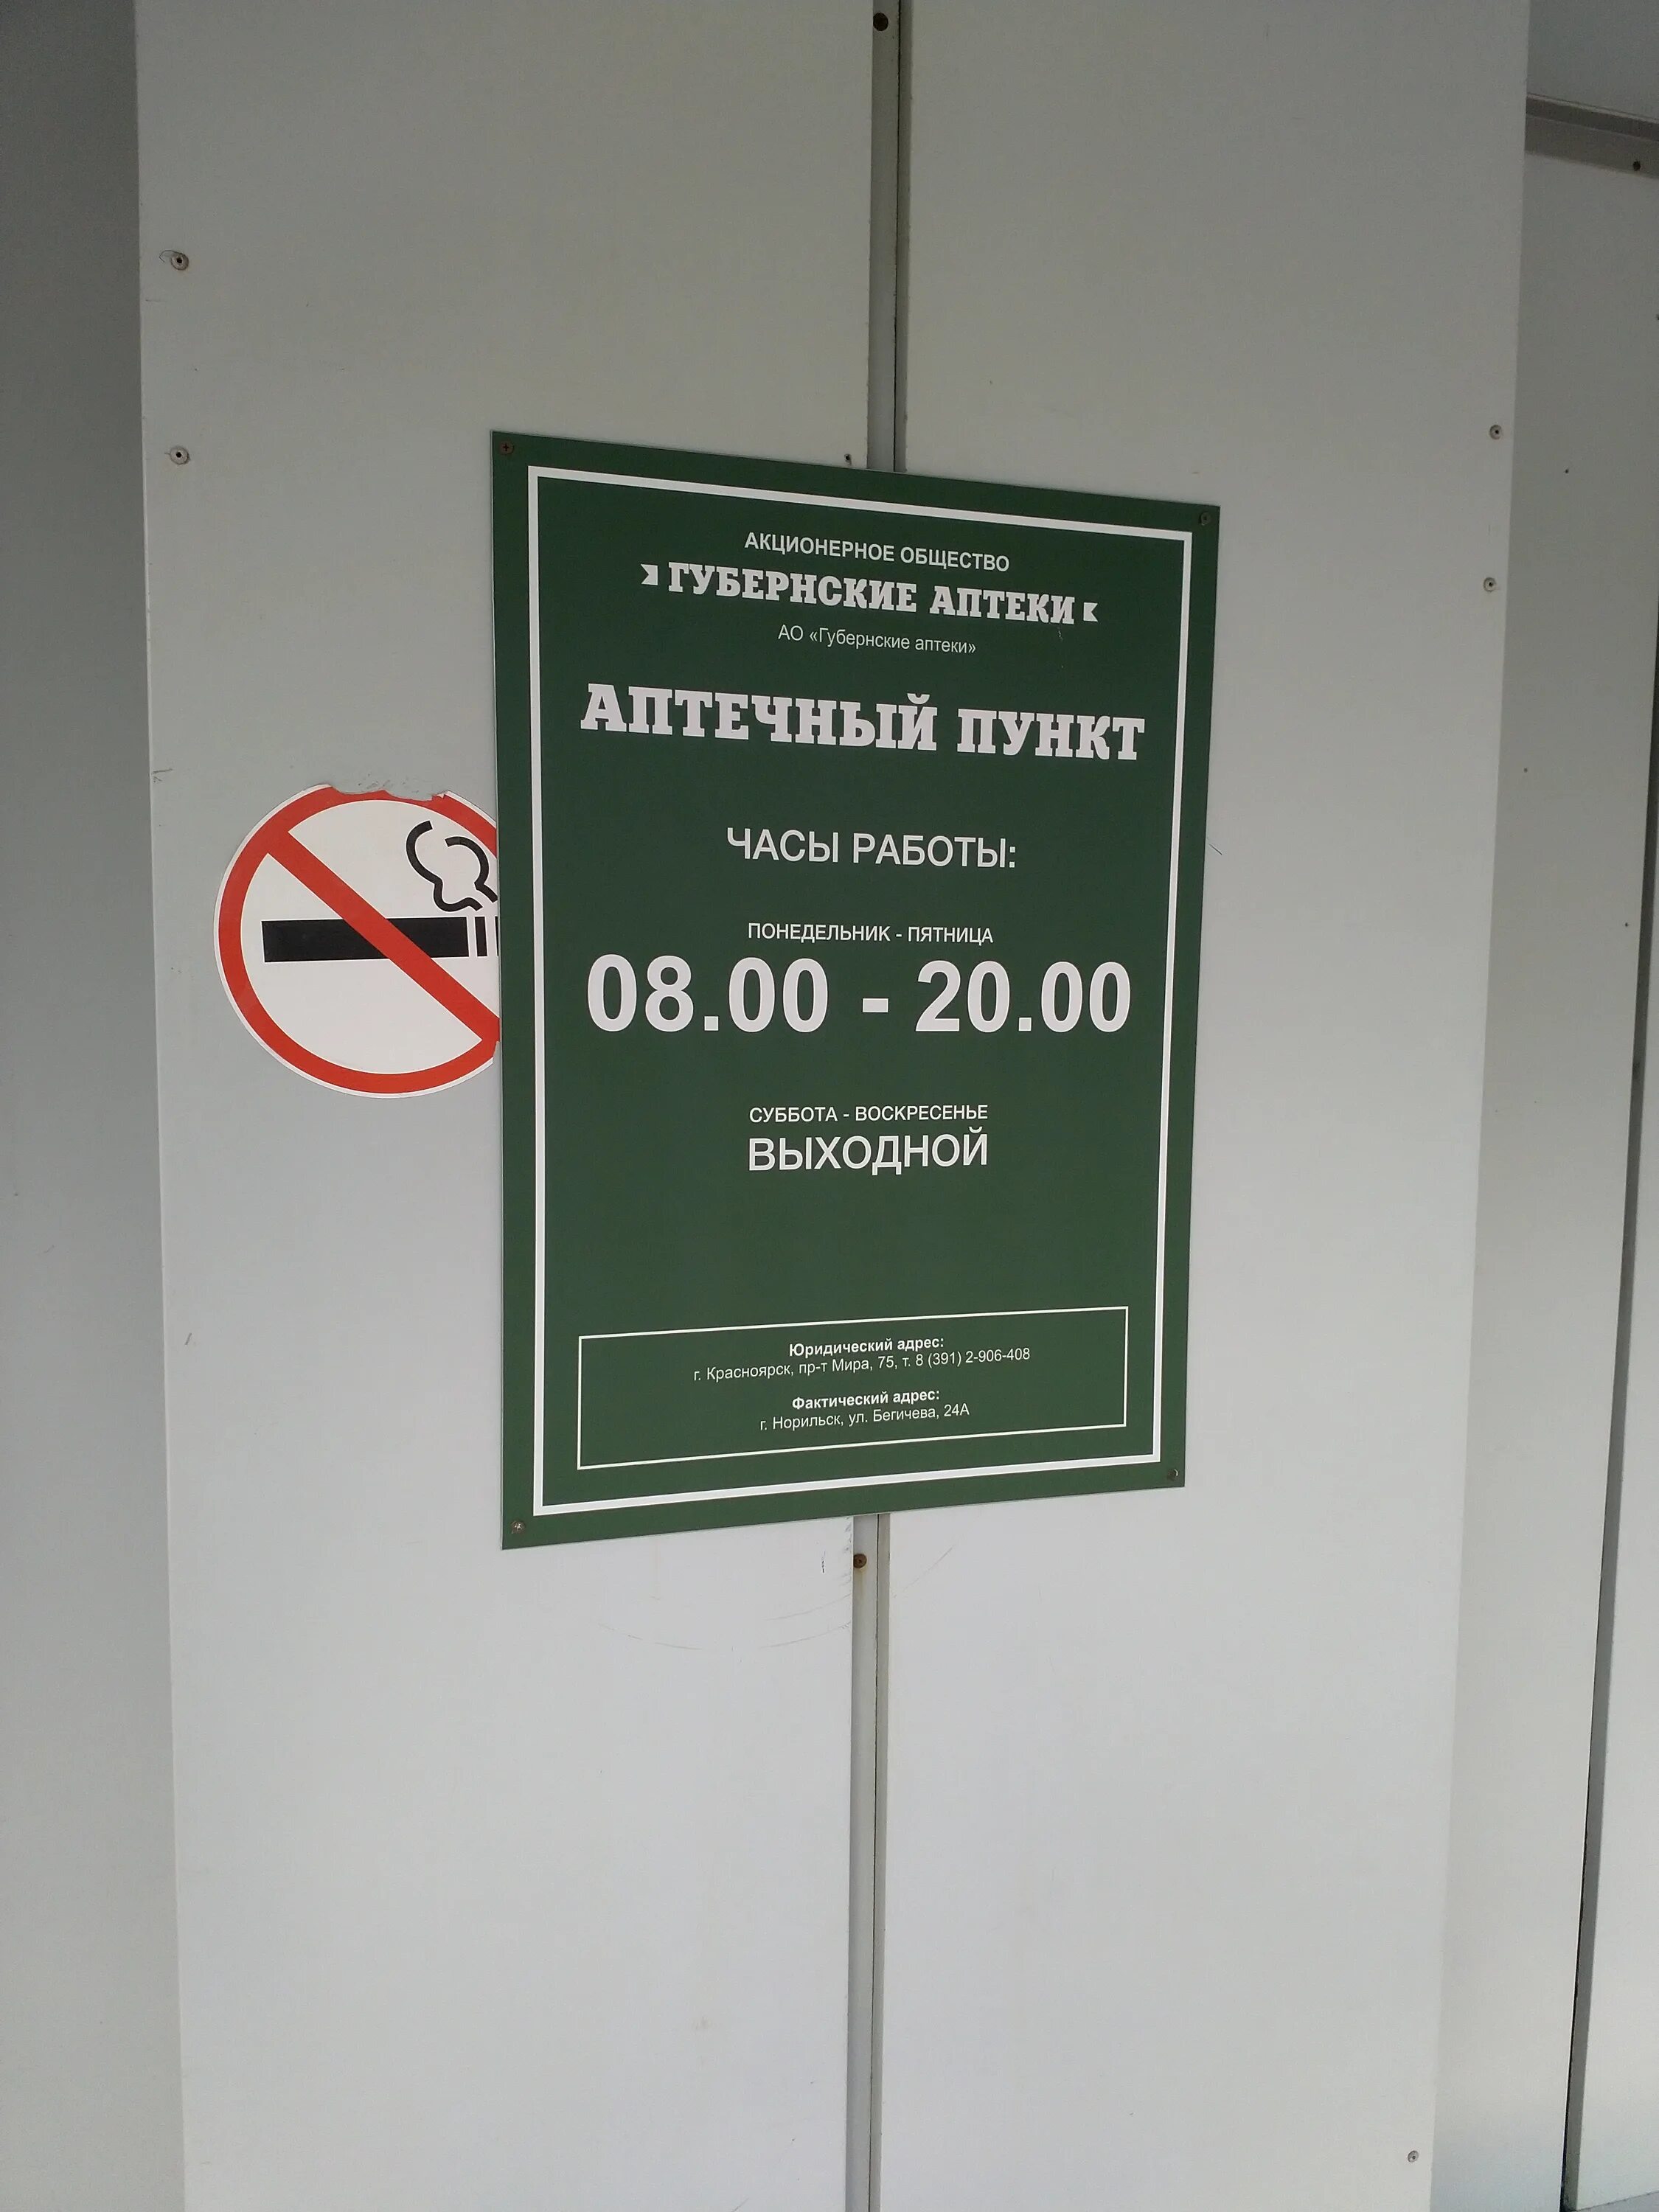 АКЦИОНЕРНОЕ ОБЩЕСТВО
ГУБЕРНСКИЕ АПТЕКИ
АО «Губернские аптеки»
АПТЕЧНЫЙ ПУНКТ
ЧАСЫ РАБОТЫ:
ПОНЕДЕЛЬНИК - ПЯТНИЦА
08.00 - 20.00
СУББОТА - ВОСКРЕСЕНЬЕ
ВЫХОДНОЙ
Юридический адрес:
г. Красноярск, пр-т Мира, 75, т. 8 (391) 2-906-408
Фактический адрес:
г. Норильск, ул. Бегичева, 24А